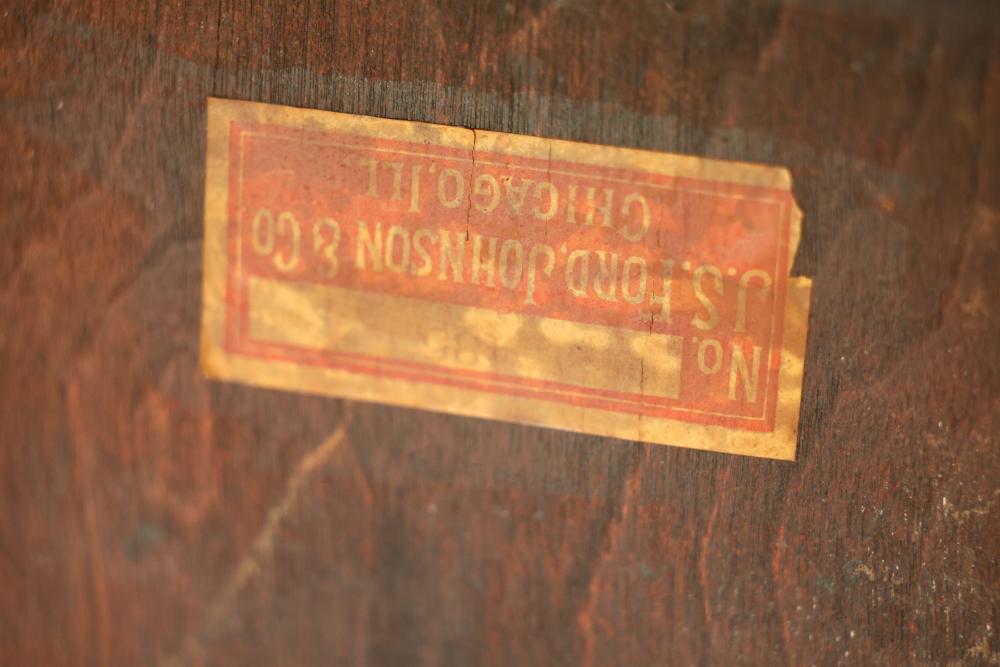 No.
J.S. FORD, JOHNSON & CO
CHICAGO, ILL.